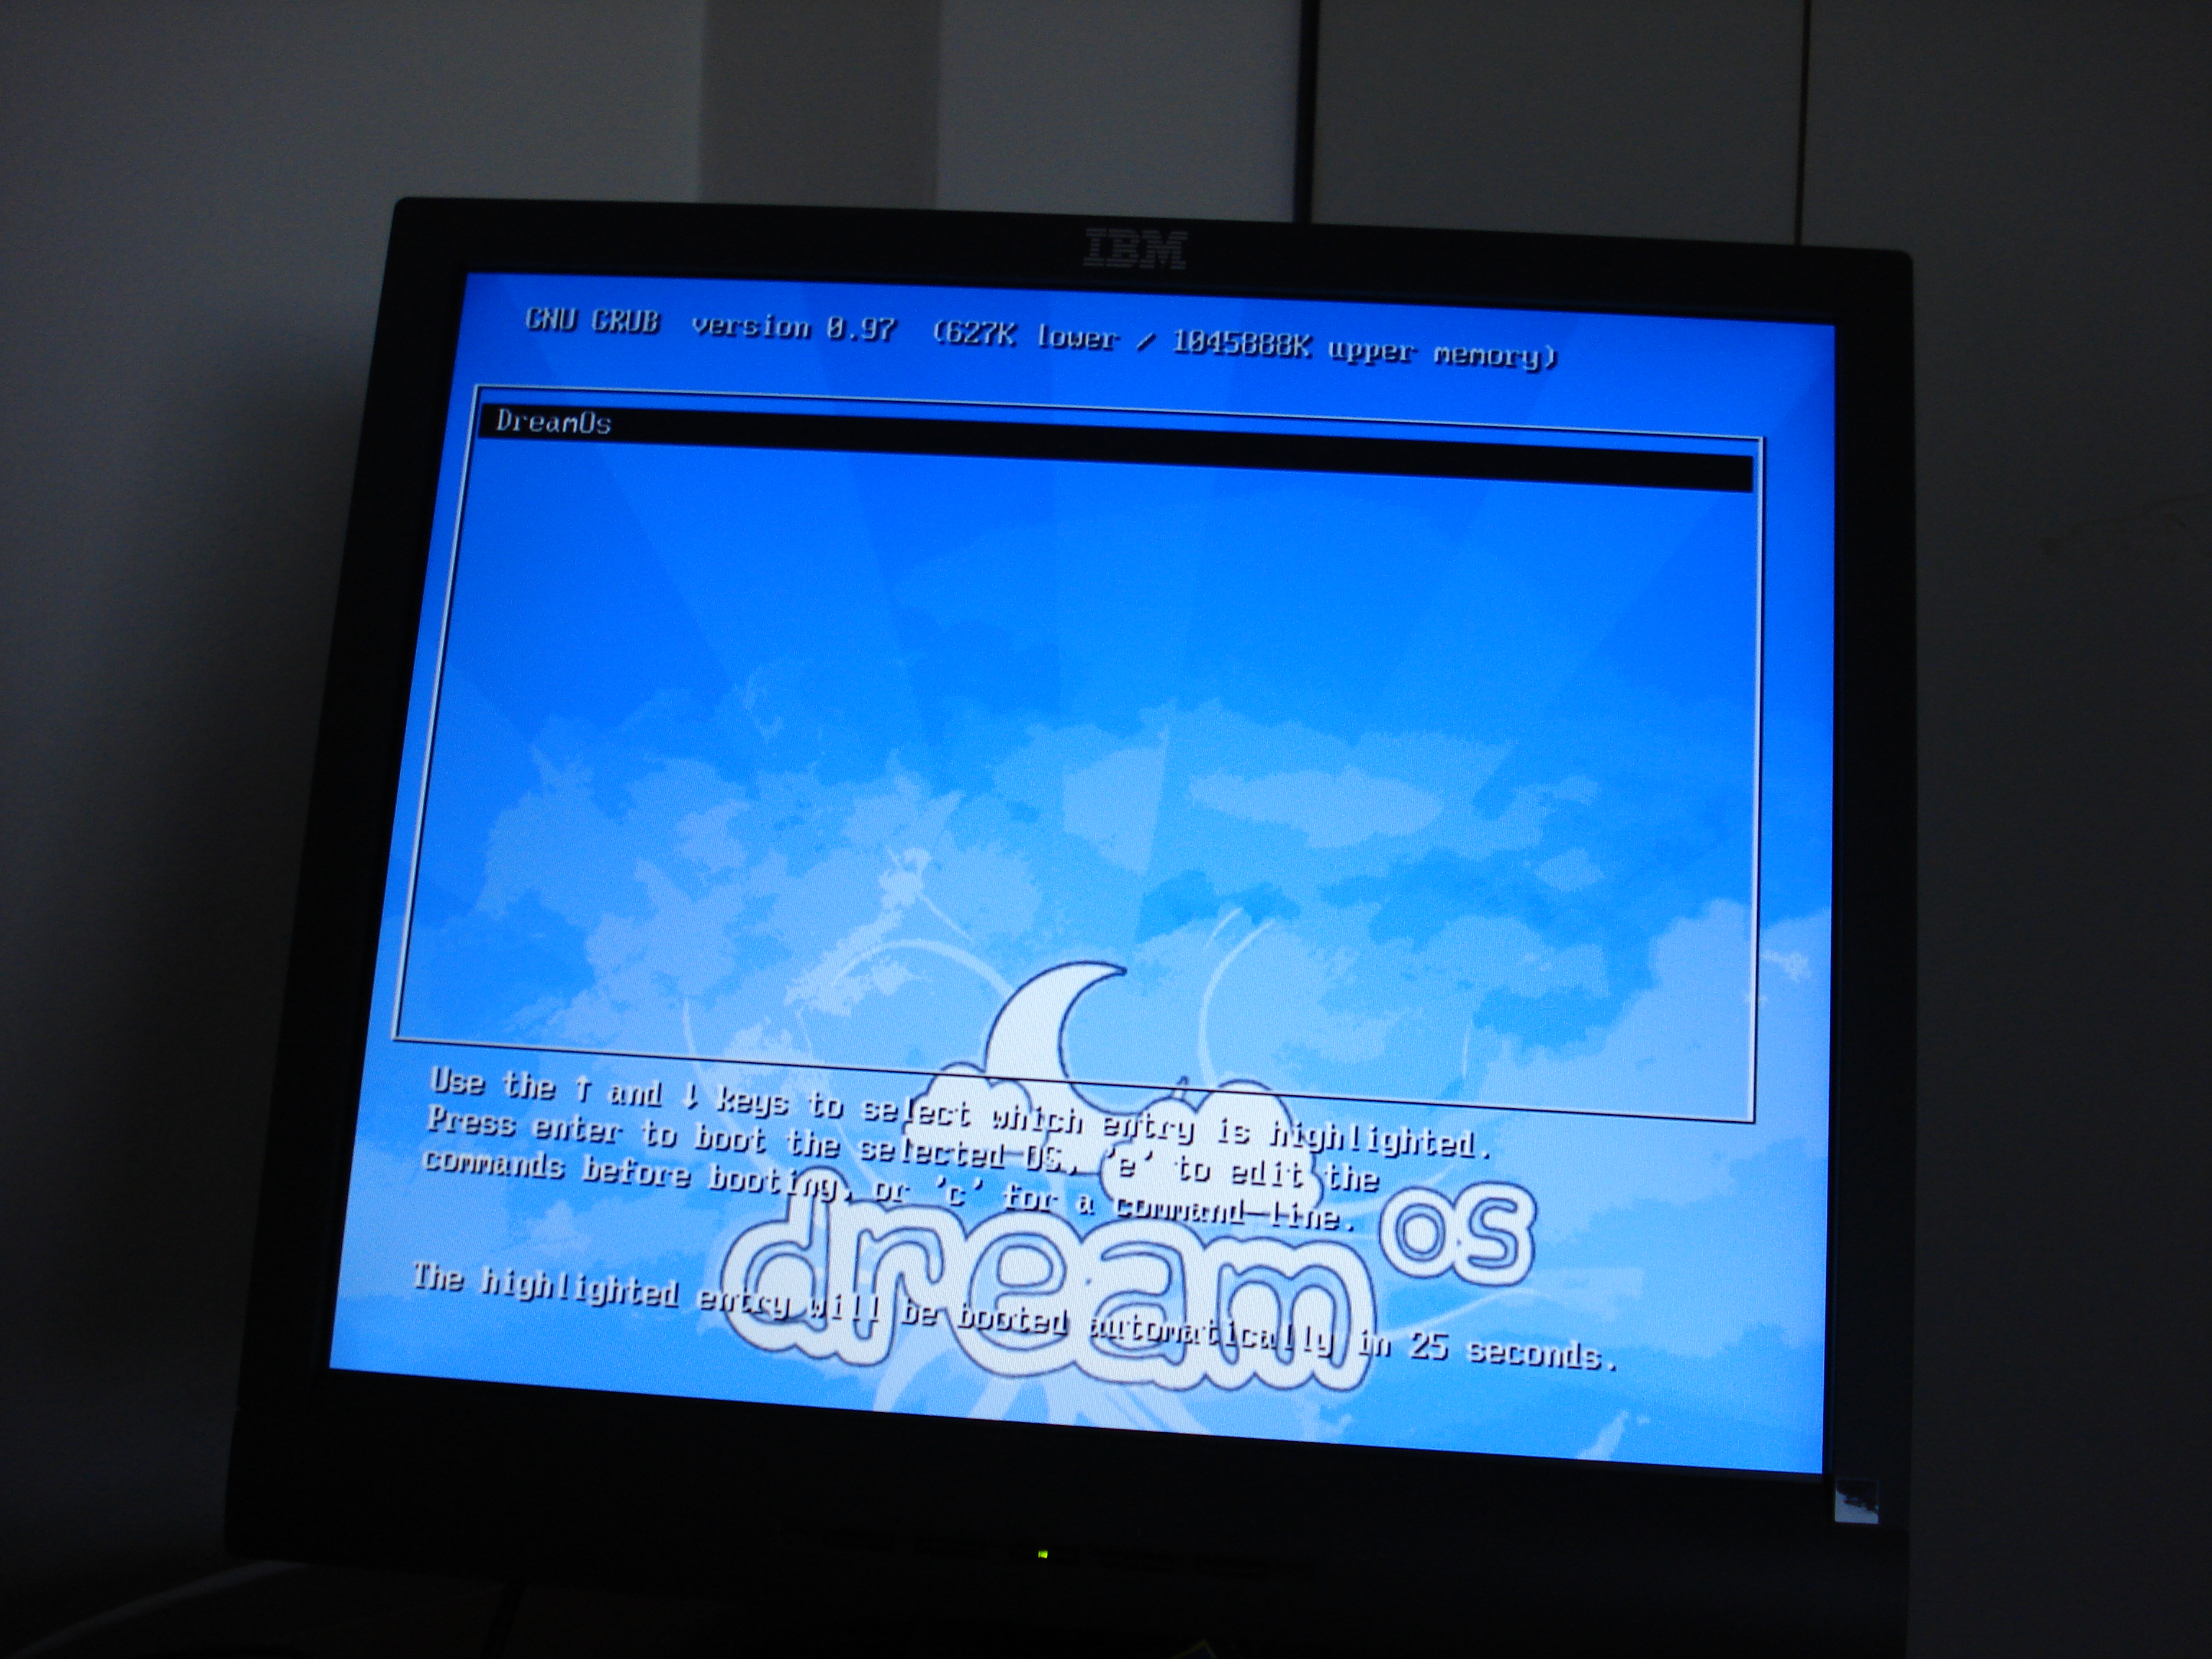 IBM
GNU GRUB version 0.97 (627K lower / 1045888K upper memory)
DreamOs
Use the ↑ and ↓ keys to select which entry is highlighted.
Press enter to boot the selected OS, 'e' to edit the
commands before booting, or 'c' for a command-line.
os
dream
The highlighted entry will be booted automatically in 25 seconds.